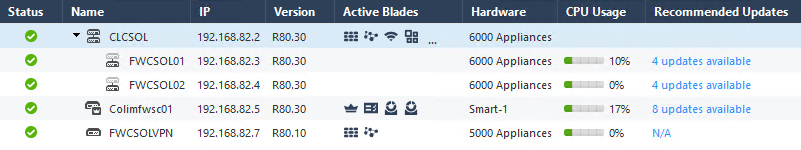 Status Name IP Version Active Blades Hardware CPU Usage Recommended Updates
CLCSOL 192.168.82.2 R80.30 ... 6000 Appliances
FWCSOL01 192.168.82.3 R80.30 6000 Appliances 10% 4 updates available
FWCSOL02 192.168.82.4 R80.30 6000 Appliances 0% 4 updates available
Colimfwsc01 192.168.82.5 R80.30 Smart-1 17% 8 updates available
FWCSOLVPN 192.168.82.7 R80.10 5000 Appliances 0% N/A